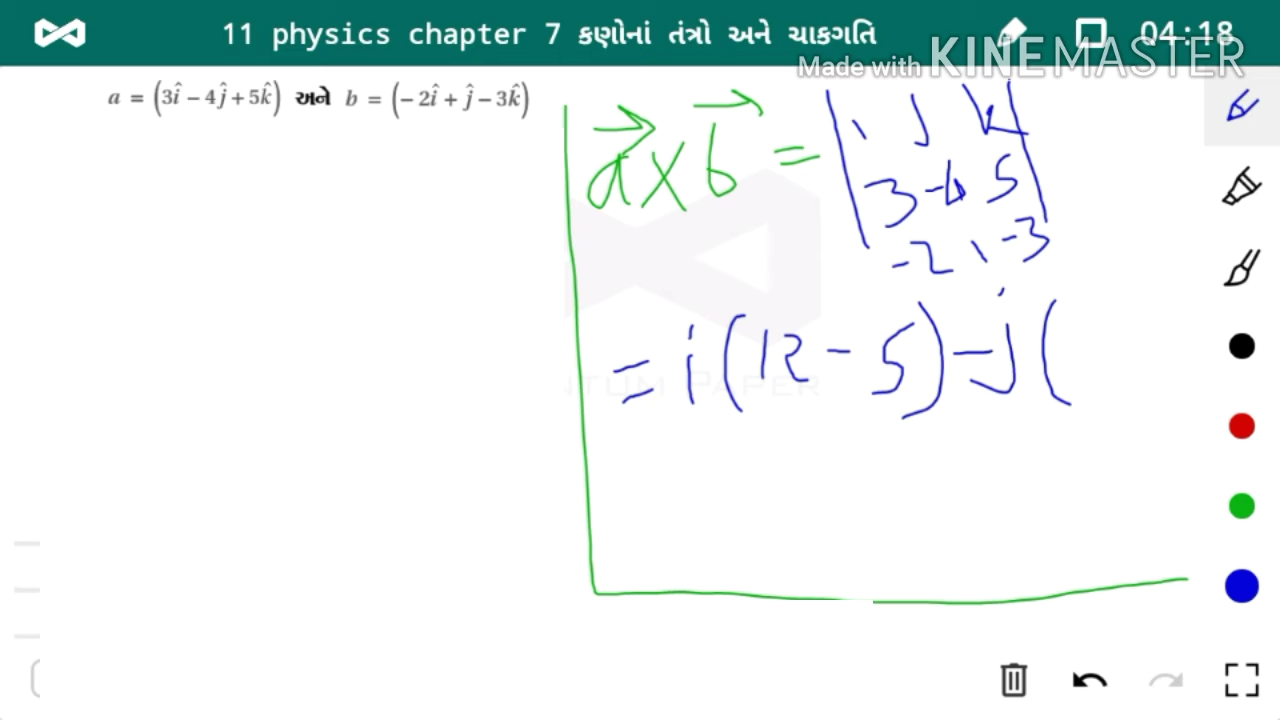 11 physics chapter 7 કણોનાં તંત્રો અને ચાકગતિ
04:18
Made with KINEMASTER
a = (3î − 4ĵ + 5k̂) અને b = (− 2î + ĵ − 3k̂)
a⃗ × b⃗ = | i j k
3 -4 5
-2 1 -3 |
= i (12 - 5) - j (